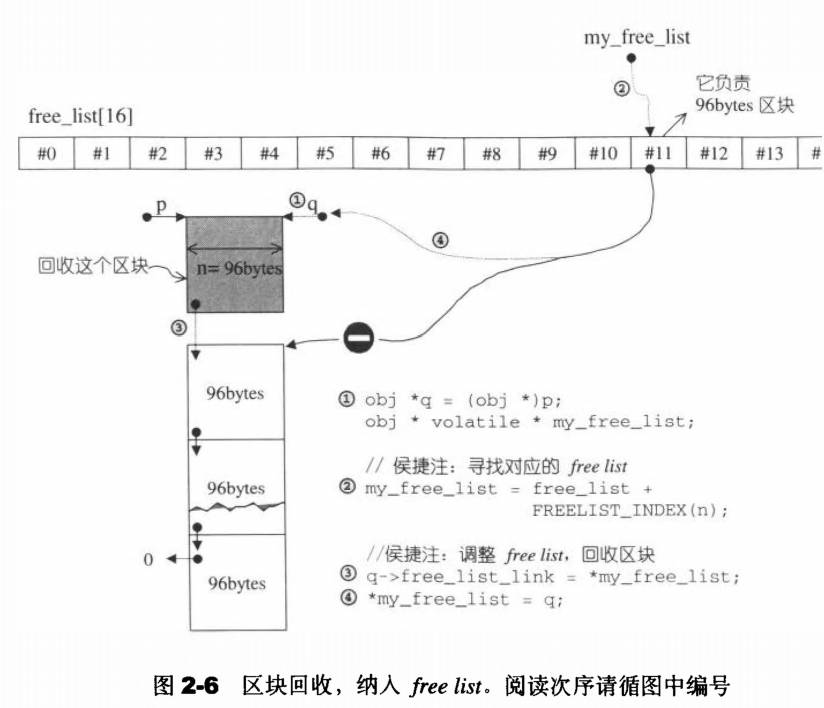 my_free_list
②
它负责
96bytes 区块
free_list[16]
#0 #1 #2 #3 #4 #5 #6 #7 #8 #9 #10 #11 #12 #13 #
p
① q
④
回收这个区块
n= 96bytes
③
96bytes
① obj *q = (obj *)p;
obj * volatile * my_free_list;
// 侯捷注：寻找对应的 free list
96bytes
② my_free_list = free_list +
FREELIST_INDEX(n);
//侯捷注：调整 free list，回收区块
0
③ q->free_list_link = *my_free_list;
96bytes
④ *my_free_list = q;
图 2-6 区块回收，纳入 free list。阅读次序请循图中编号